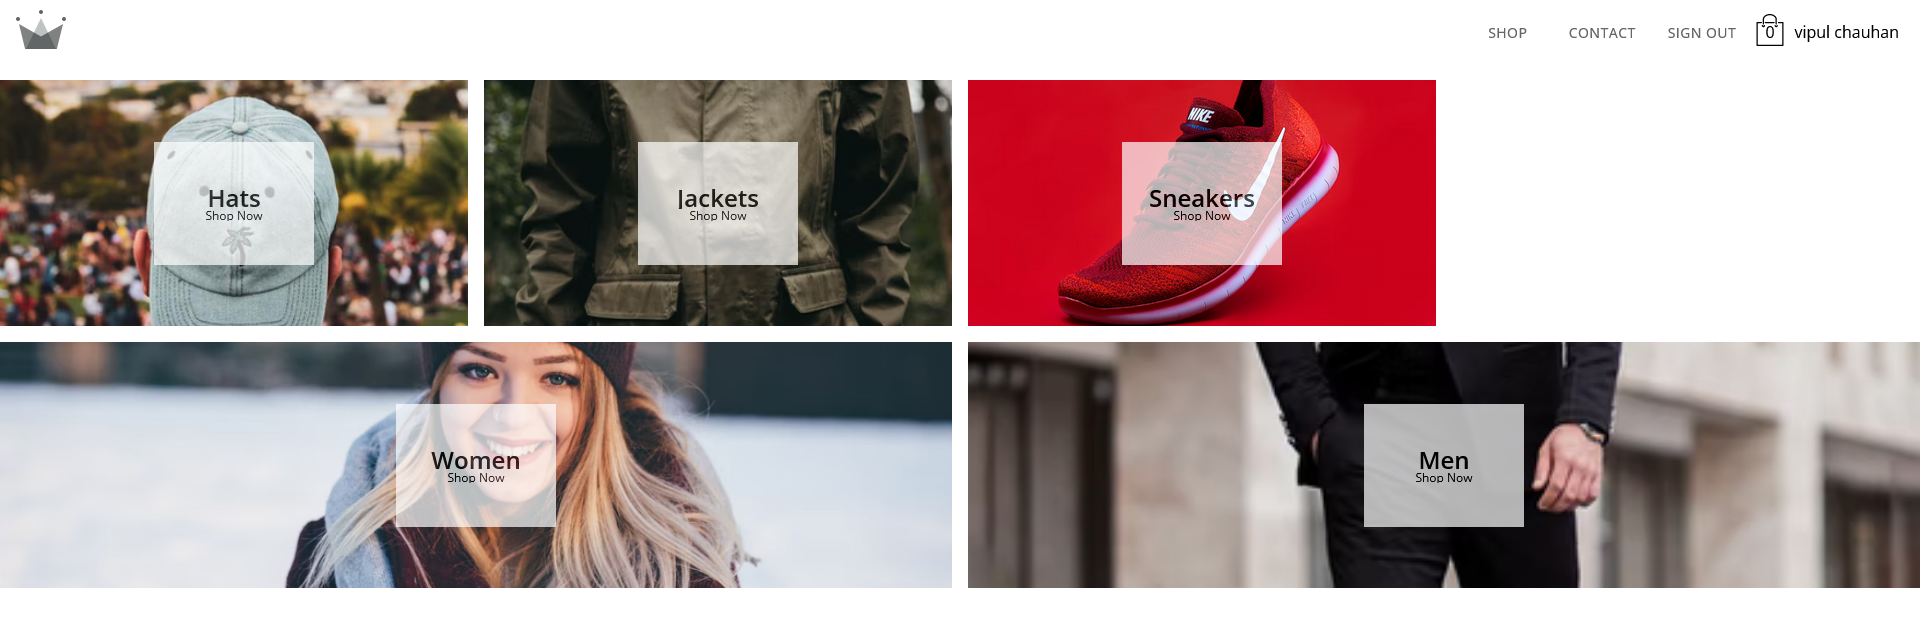 SHOP
CONTACT
SIGN OUT
0
vipul chauhan
Hats
Shop Now
Jackets
Shop Now
NIKE
Sneakers
Shop Now
Women
Shop Now
Men
Shop Now